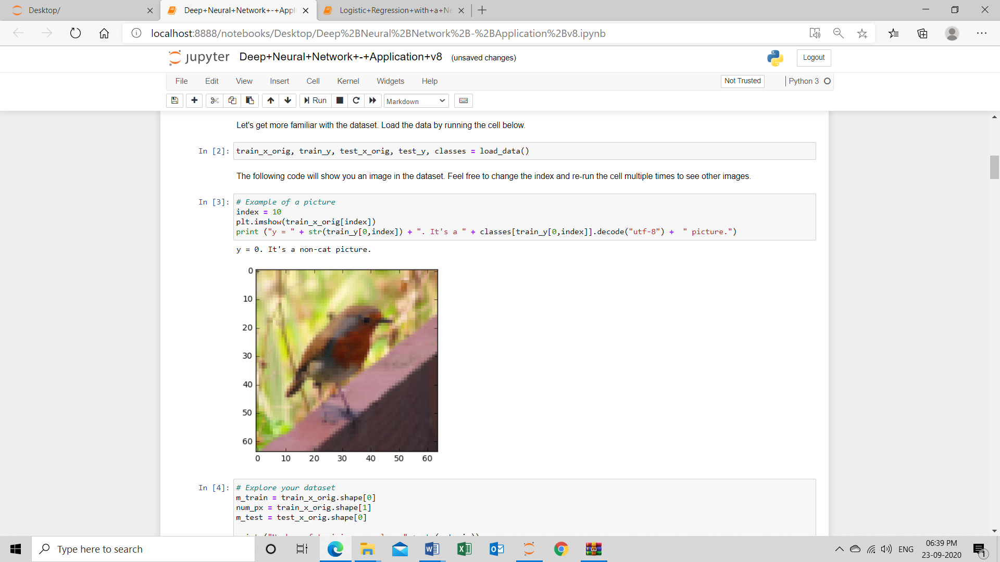 Desktop/
Deep+Neural+Network+-+Appli
Logistic+Regression+with+a+Ne
localhost:8888/notebooks/Desktop/Deep%2BNeural%2BNetwork%2B-%2BApplication%2Bv8.ipynb
jupyter Deep+Neural+Network+-+Application+v8 (unsaved changes)
Logout
File Edit View Insert Cell Kernel Widgets Help
Not Trusted
Python 3
Run
Markdown
Let's get more familiar with the dataset. Load the data by running the cell below.
In [2]: train_x_orig, train_y, test_x_orig, test_y, classes = load_data()
The following code will show you an image in the dataset. Feel free to change the index and re-run the cell multiple times to see other images.
In [3]: # Example of a picture
index = 10
plt.imshow(train_x_orig[index])
print ("y = " + str(train_y[0,index]) + ". It's a " + classes[train_y[0,index]].decode("utf-8") +  " picture.")
y = 0. It's a non-cat picture.
0
10
20
30
40
50
60
0 10 20 30 40 50 60
In [4]: # Explore your dataset
m_train = train_x_orig.shape[0]
num_px = train_x_orig.shape[1]
m_test = test_x_orig.shape[0]
Type here to search
ENG
06:39 PM
23-09-2020
1